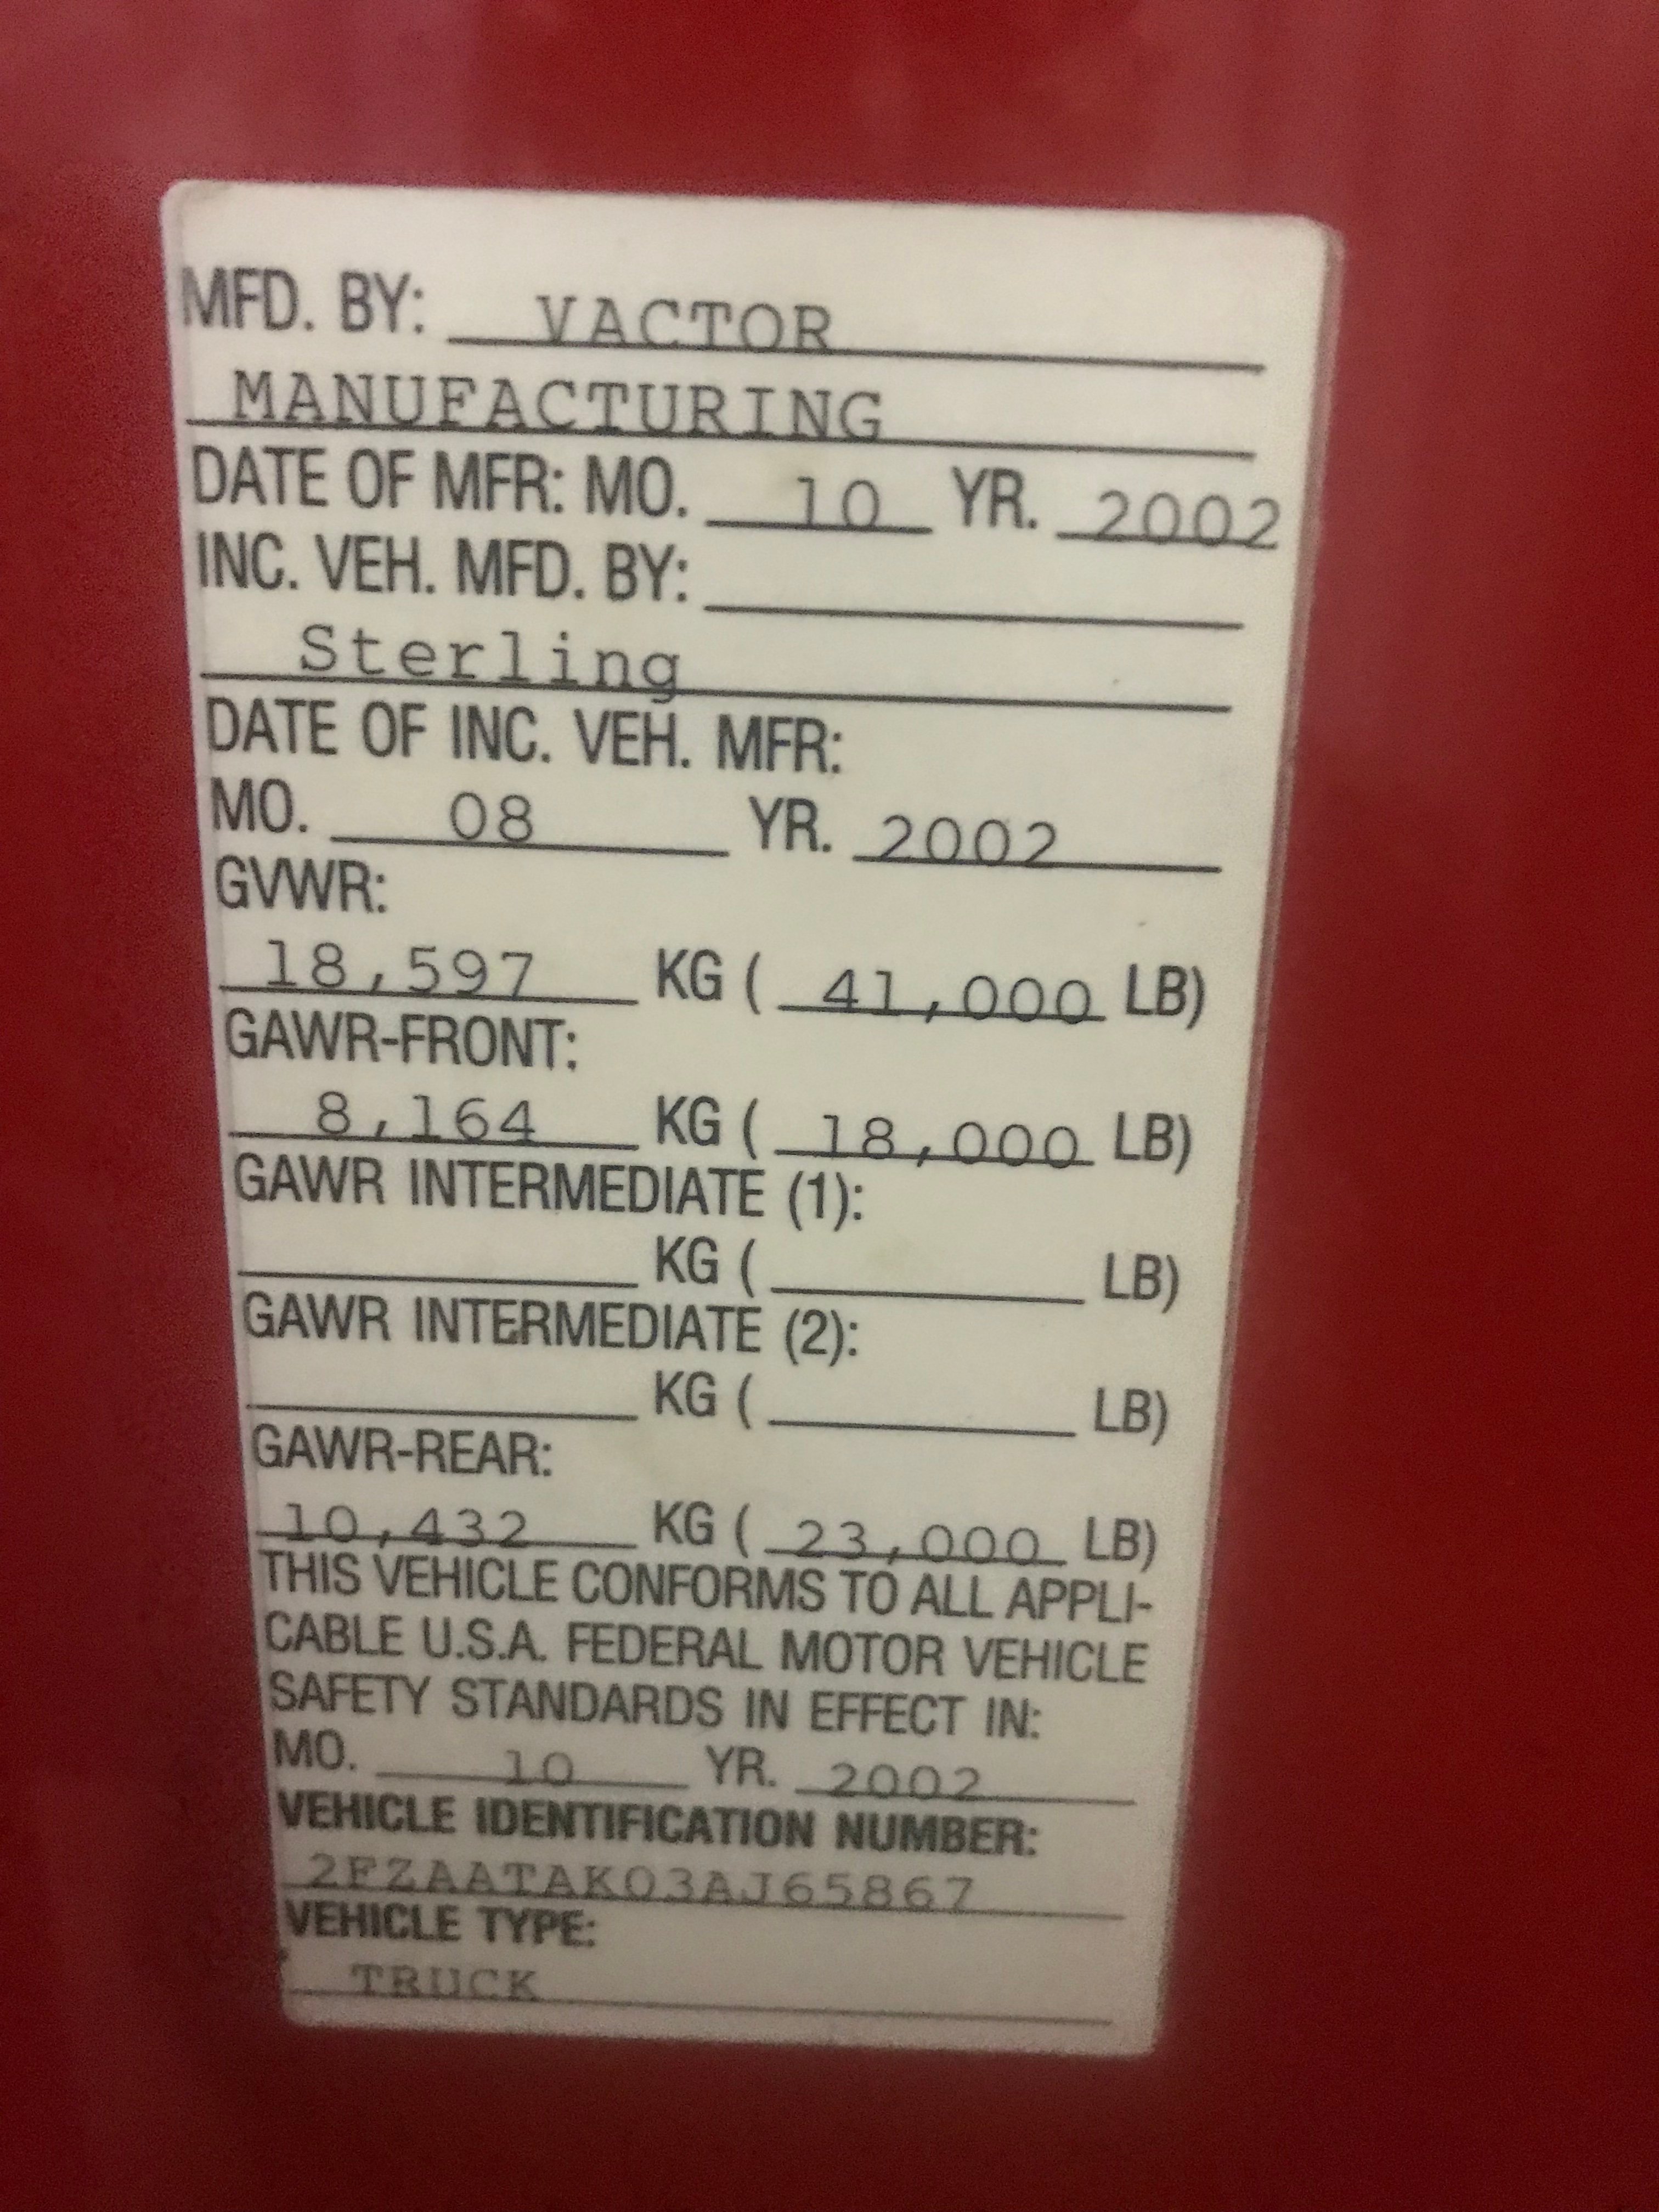 MFD. BY: VACTOR
MANUFACTURING
DATE OF MFR: MO. 10 YR. 2002
INC. VEH. MFD. BY:
Sterling
DATE OF INC. VEH. MFR:
MO. 08 YR. 2002
GVWR:
18,597 KG ( 41,000 LB)
GAWR-FRONT:
8,164 KG ( 18,000 LB)
GAWR INTERMEDIATE (1):
KG ( LB)
GAWR INTERMEDIATE (2):
KG ( LB)
GAWR-REAR:
10,432 KG ( 23,000 LB)
THIS VEHICLE CONFORMS TO ALL APPLI-
CABLE U.S.A. FEDERAL MOTOR VEHICLE
SAFETY STANDARDS IN EFFECT IN:
MO. 10 YR. 2002
VEHICLE IDENTIFICATION NUMBER:
2FZAATAK03AJ65867
VEHICLE TYPE:
TRUCK